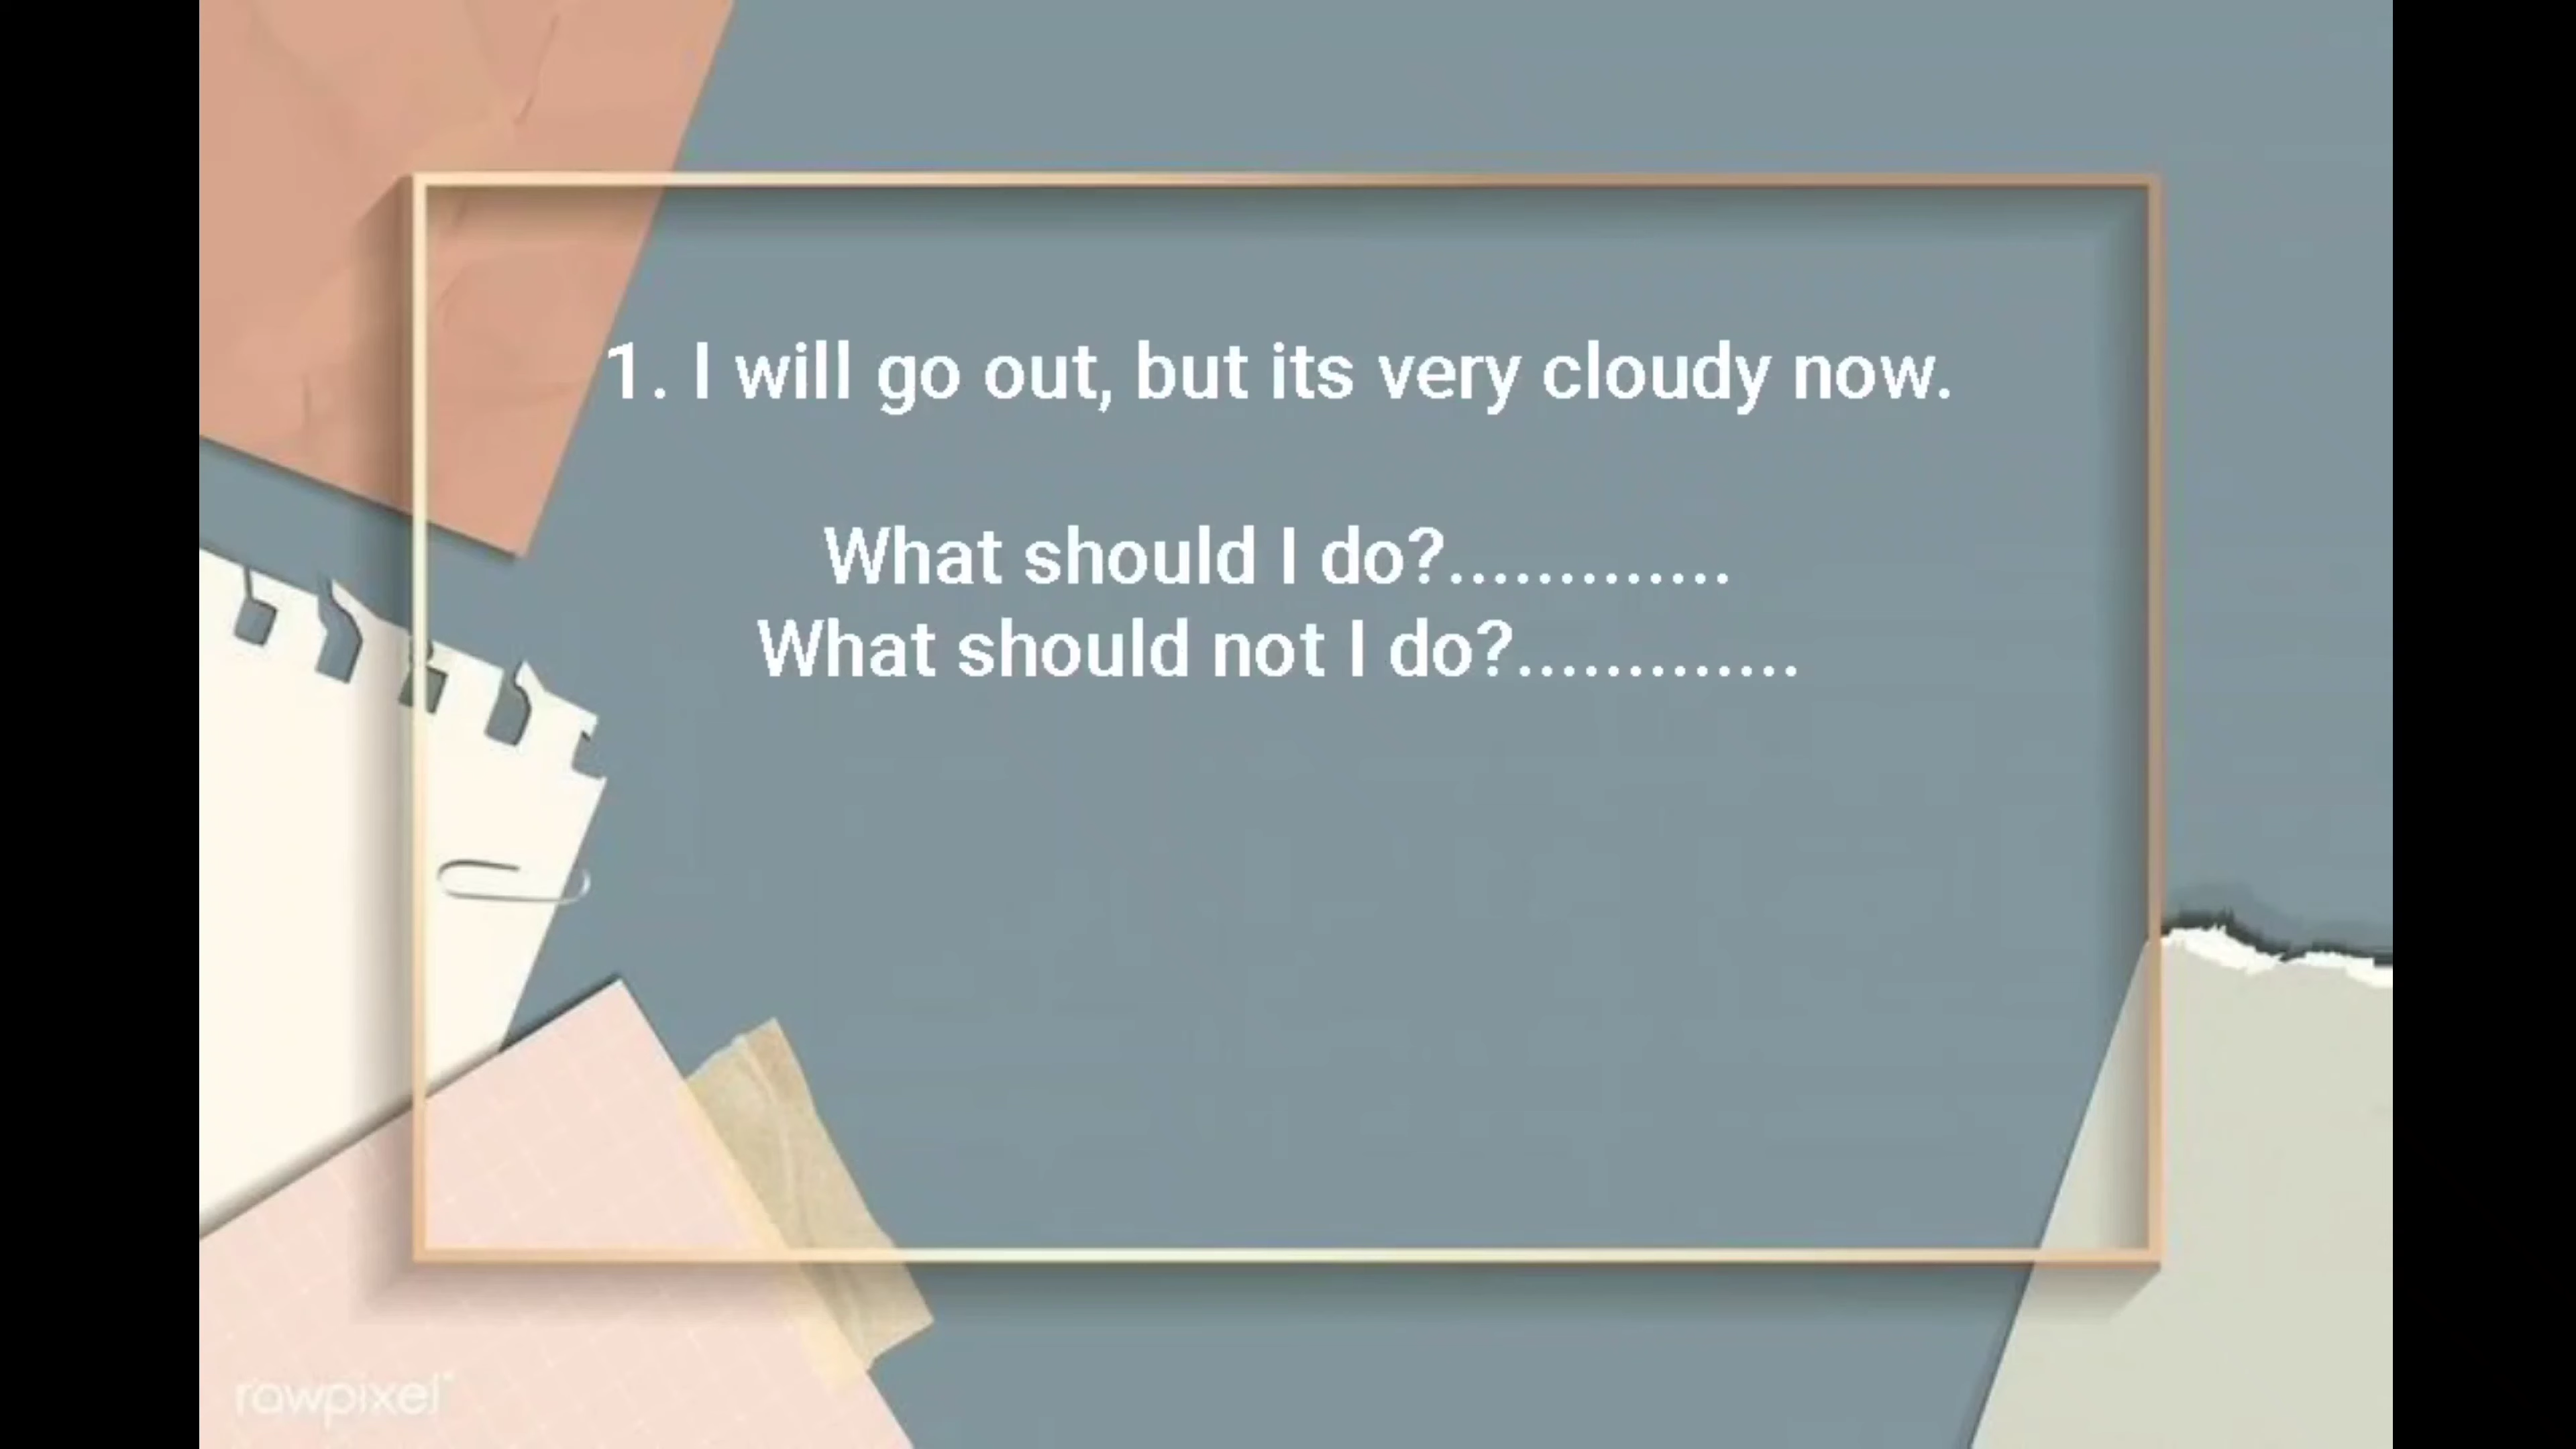 1. I will go out, but its very cloudy now.
What should I do?.............
What should not I do?.............
rawpixel